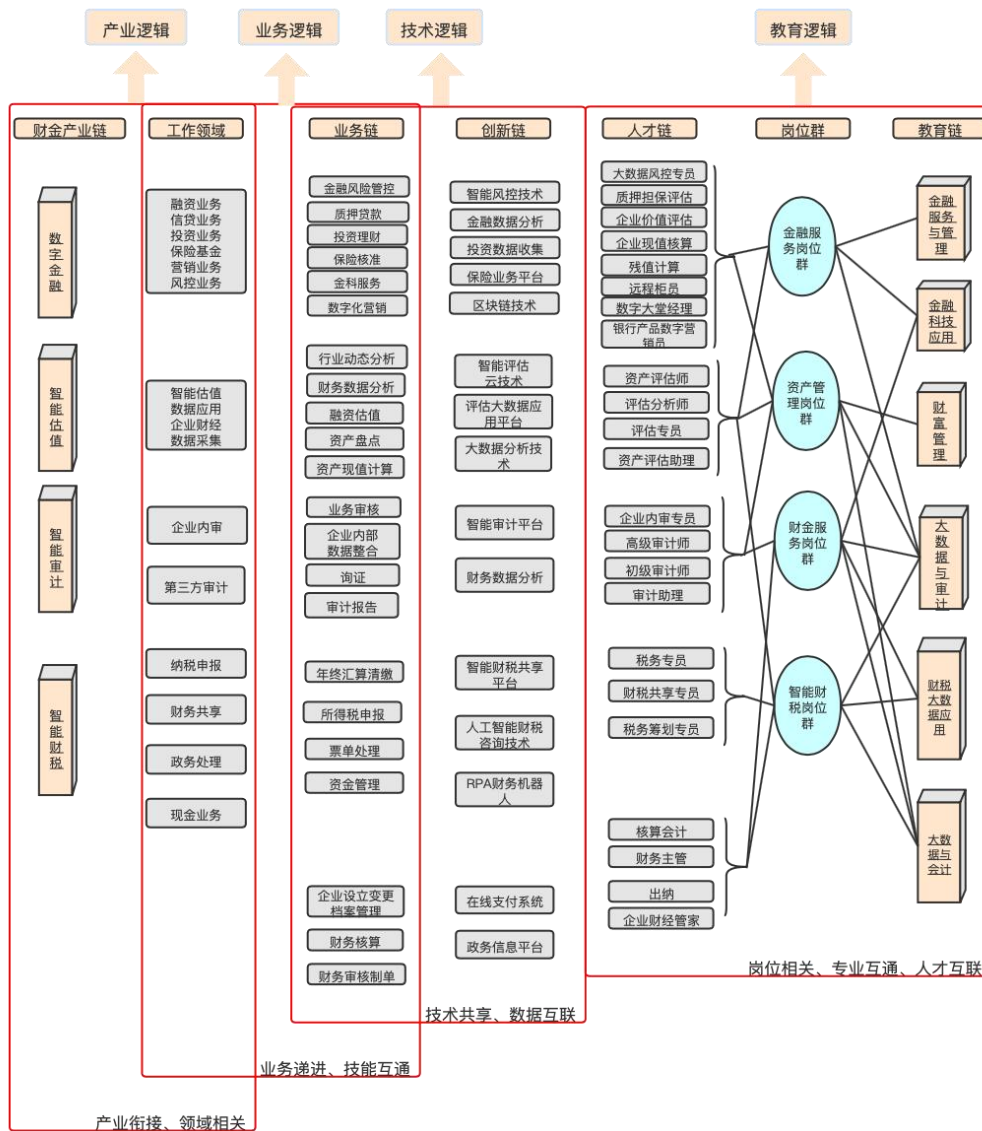 产业逻辑
业务逻辑
技术逻辑
教育逻辑
财金产业链
工作领域
业务链
创新链
人才链
岗位群
教育链
数字金融
智能估值
智能审计
智能财税
融资业务
信贷业务
投资业务
保险基金
营销业务
风控业务
智能估值
数据应用
企业财经
数据采集
企业内审
第三方审计
纳税申报
财务共享
政务处理
现金业务
金融风险管控
质押贷款
投资理财
保险核准
金科服务
数字化营销
行业动态分析
财务数据分析
融资估值
资产盘点
资产现值计算
业务审核
企业内部
数据整合
询证
审计报告
年终汇算清缴
所得税申报
票单处理
资金管理
企业设立变更
档案管理
财务核算
财务审核制单
智能风控技术
金融数据分析
投资数据收集
保险业务平台
区块链技术
智能评估
云技术
评估大数据应
用平台
大数据分析技
术
智能审计平台
财务数据分析
智能财税共享
平台
人工智能财税
咨询技术
RPA财务机器
人
在线支付系统
政务信息平台
大数据风控专员
质押担保评估
企业价值评估
企业现值核算
残值计算
远程柜员
数字大堂经理
银行产品数字营
销员
资产评估师
评估分析师
评估专员
资产评估助理
企业内审专员
高级审计师
初级审计师
审计助理
税务专员
财税共享专员
税务筹划专员
核算会计
财务主管
出纳
企业财经管家
金融服
务岗位
群
资产管
理岗位
群
财金服
务岗位
群
智能财
税岗位
群
金融
服务
与管
理
金融
科技
应用
财
富
管
理
大
数
据
与
审
计
财税
大数
据应
用
大数
据与
会计
岗位相关、专业互通、人才互联
技术共享、数据互联
业务递进、技能互通
产业衔接、领域相关